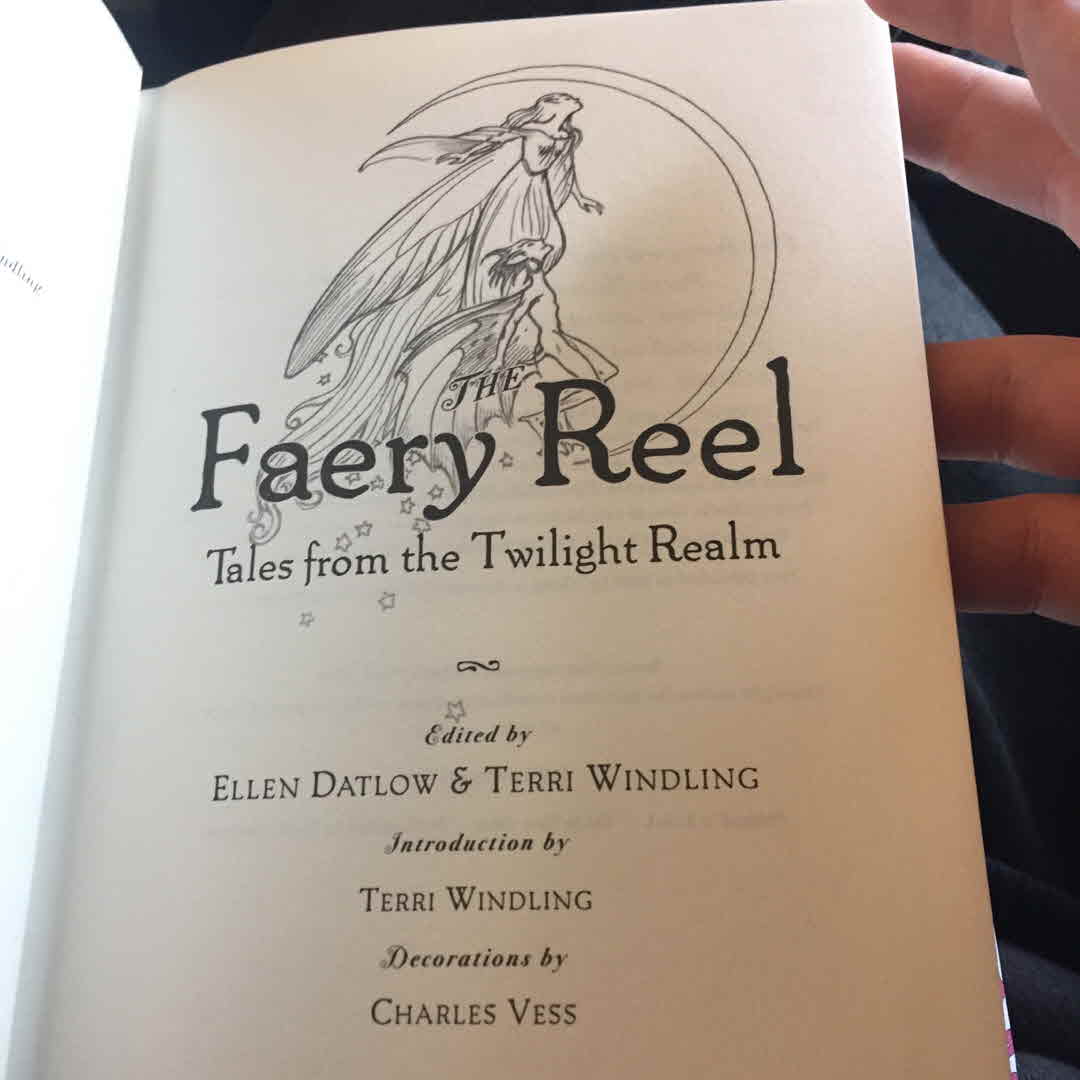 ndling
THE
Faery Reel
Tales from the Twilight Realm
Edited by
ELLEN DATLOW & TERRI WINDLING
Introduction by
TERRI WINDLING
Decorations by
CHARLES VESS